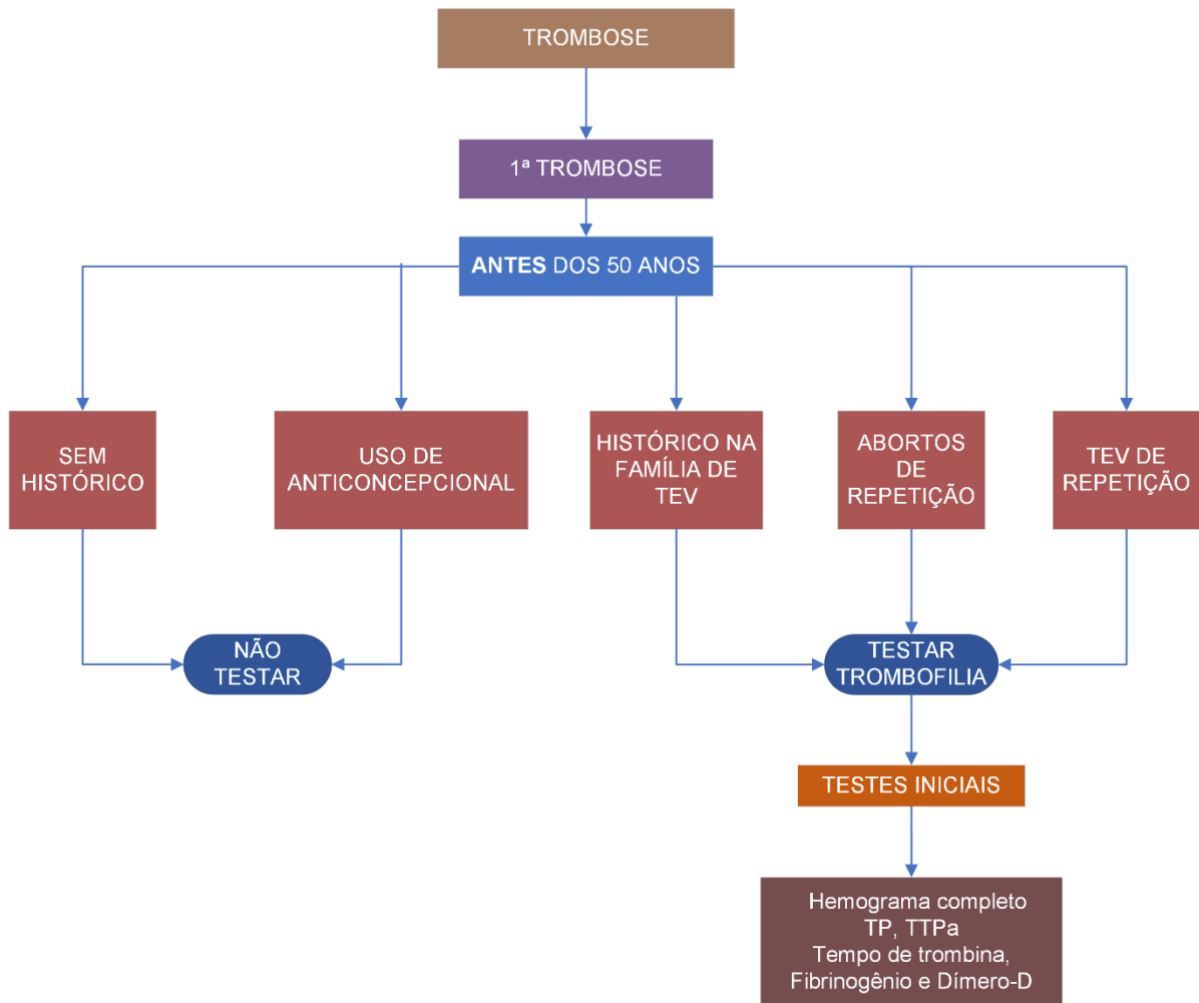 TROMBOSE
1ª TROMBOSE
ANTES DOS 50 ANOS
SEM
HISTÓRICO
USO DE
ANTICONCEPCIONAL
HISTÓRICO NA
FAMÍLIA DE
TEV
ABORTOS
DE
REPETIÇÃO
TEV DE
REPETIÇÃO
NÃO
TESTAR
TESTAR
TROMBOFILIA
TESTES INICIAIS
Hemograma completo
TP, TTPa
Tempo de trombina,
Fibrinogênio e Dímero-D